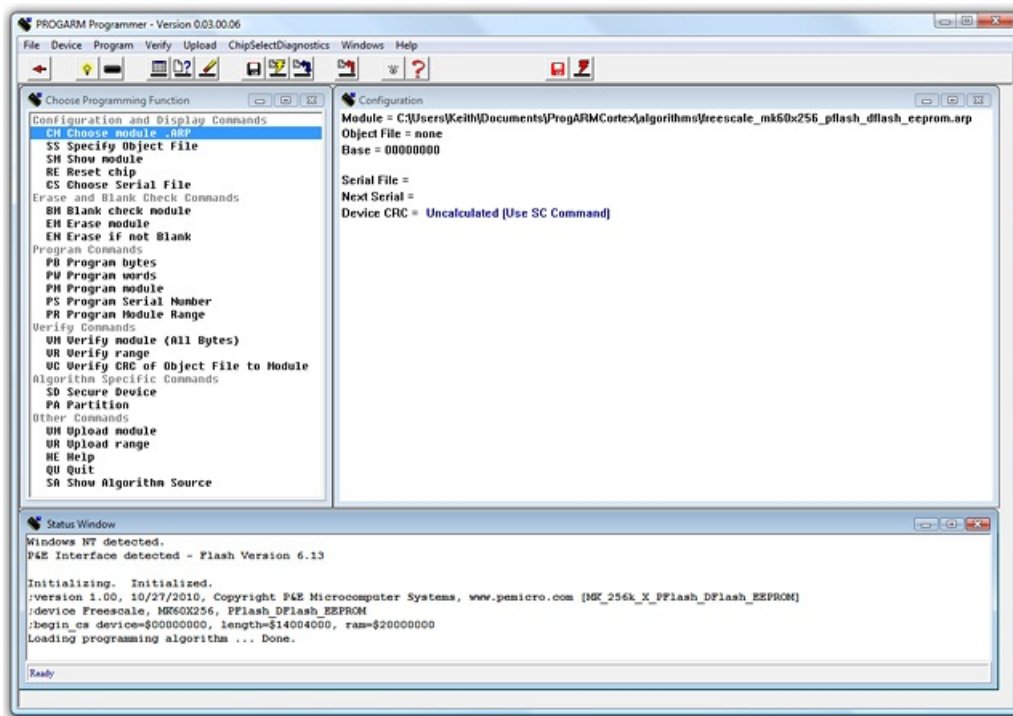 PROGARM Programmer - Version 0.03.00.06
File Device Program Verify Upload ChipSelectDiagnostics Windows Help
Choose Programming Function
Configuration and Display Commands
CM Choose module .ARP
SS Specify Object File
SM Show module
RE Reset chip
CS Choose Serial File
Erase and Blank Check Commands
BM Blank check module
EM Erase module
EN Erase if not Blank
Program Commands
PB Program bytes
PW Program words
PM Program module
PS Program Serial Number
PR Program Module Range
Verify Commands
VM Verify module (All Bytes)
VR Verify range
VC Verify CRC of Object File to Module
Algorithm Specific Commands
SD Secure Device
PA Partition
Other Commands
UM Upload module
UR Upload range
HE Help
QU Quit
SA Show Algorithm Source
Configuration
Module = C:\Users\Keith\Documents\ProgARMCortex\algorithms\freescale_mk60x256_pflash_dflash_eeprom.arp
Object File = none
Base = 00000000
Serial File =
Next Serial =
Device CRC = Uncalculated [Use SC Command]
Status Window
Windows NT detected.
P&E Interface detected - Flash Version 6.13
Initializing. Initialized.
;version 1.00, 10/27/2010, Copyright P&E Microcomputer Systems, www.pemicro.com [MK_256k_X_PFlash_DFlash_EEPROM]
;device Freescale, MK60X256, PFlash_DFlash_EEPROM
;begin_cs device=$00000000, length=$14004000, ram=$20000000
Loading programming algorithm ... Done.
Ready